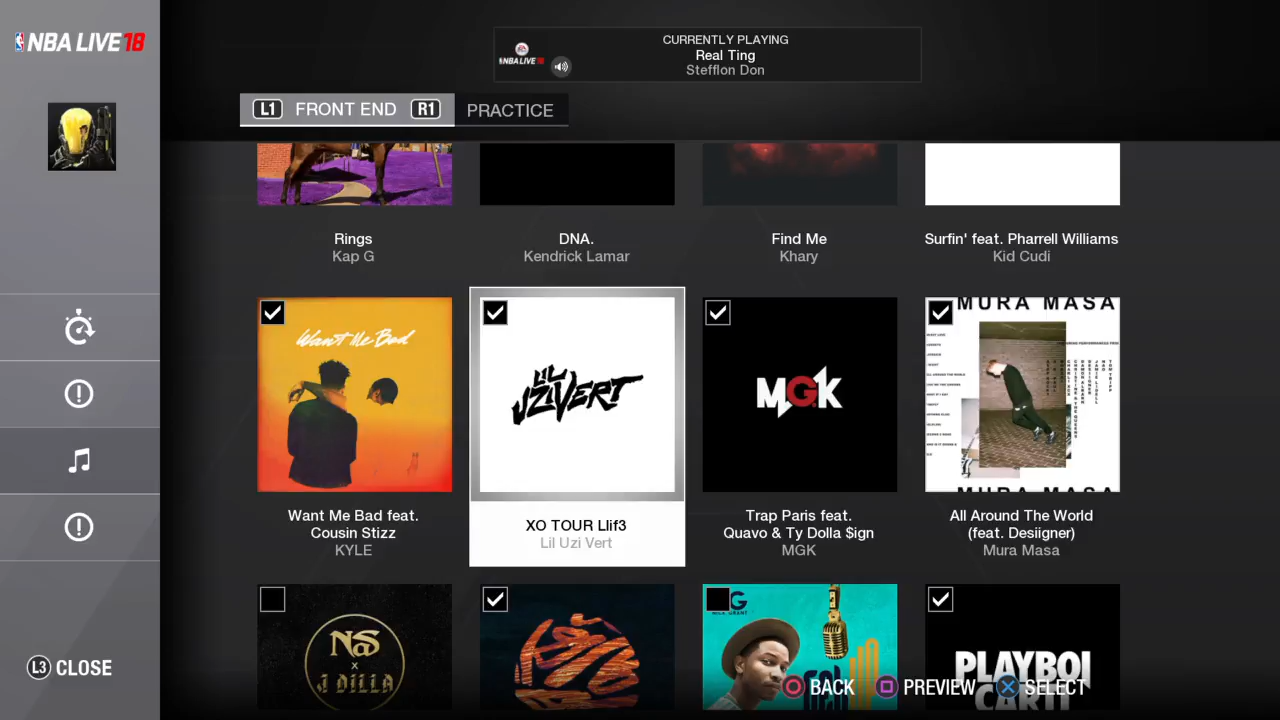 NBA LIVE 18
CURRENTLY PLAYING
Real Ting
Stefflon Don
NBA LIVE 18
L1 FRONT END R1 PRACTICE
Rings
Kap G
DNA.
Kendrick Lamar
Find Me
Khary
Surfin' feat. Pharrell Williams
Kid Cudi
Want Me Bad
LIL
UZI VERT
MGK
MURA MASA
MURA MASA
Want Me Bad feat.
Cousin Stizz
KYLE
XO TOUR Llif3
Lil Uzi Vert
Trap Paris feat.
Quavo & Ty Dolla $ign
MGK
All Around The World
(feat. Desiigner)
Mura Masa
NAS
X
J DILLA
PLAYBOI
CARTI
L3 CLOSE
BACK
PREVIEW
SELECT